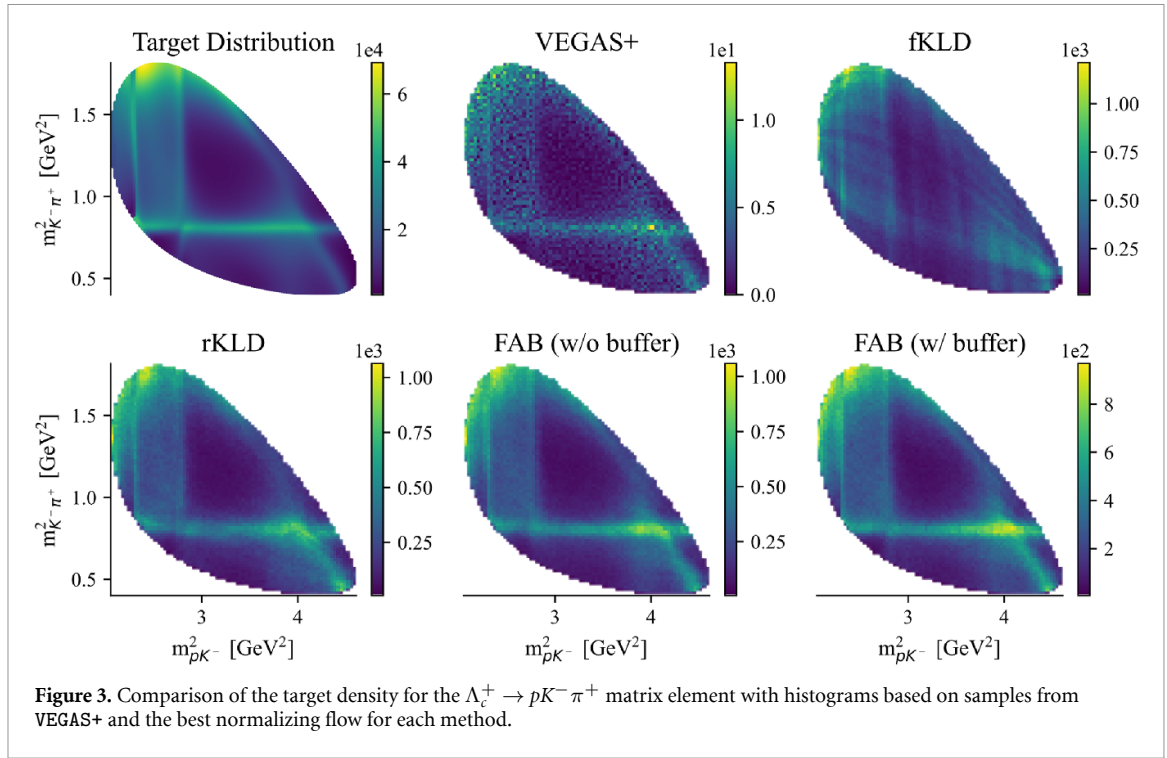 Target Distribution
VEGAS+
fKLD
1e4
1e1
1e3
6
4
2
1.0
0.5
0.0
1.00
0.75
0.50
0.25
1.5
1.0
0.5
m²K⁻π⁺ [GeV²]
rKLD
FAB (w/o buffer)
FAB (w/ buffer)
1e3
1e3
1e2
1.00
0.75
0.50
0.25
1.00
0.75
0.50
0.25
8
6
4
2
1.5
1.0
0.5
m²K⁻π⁺ [GeV²]
3 4
3 4
3 4
m²pK⁻ [GeV²]
m²pK⁻ [GeV²]
m²pK⁻ [GeV²]
Figure 3. Comparison of the target density for the Λc⁺ → pK⁻π⁺ matrix element with histograms based on samples from
VEGAS+ and the best normalizing flow for each method.